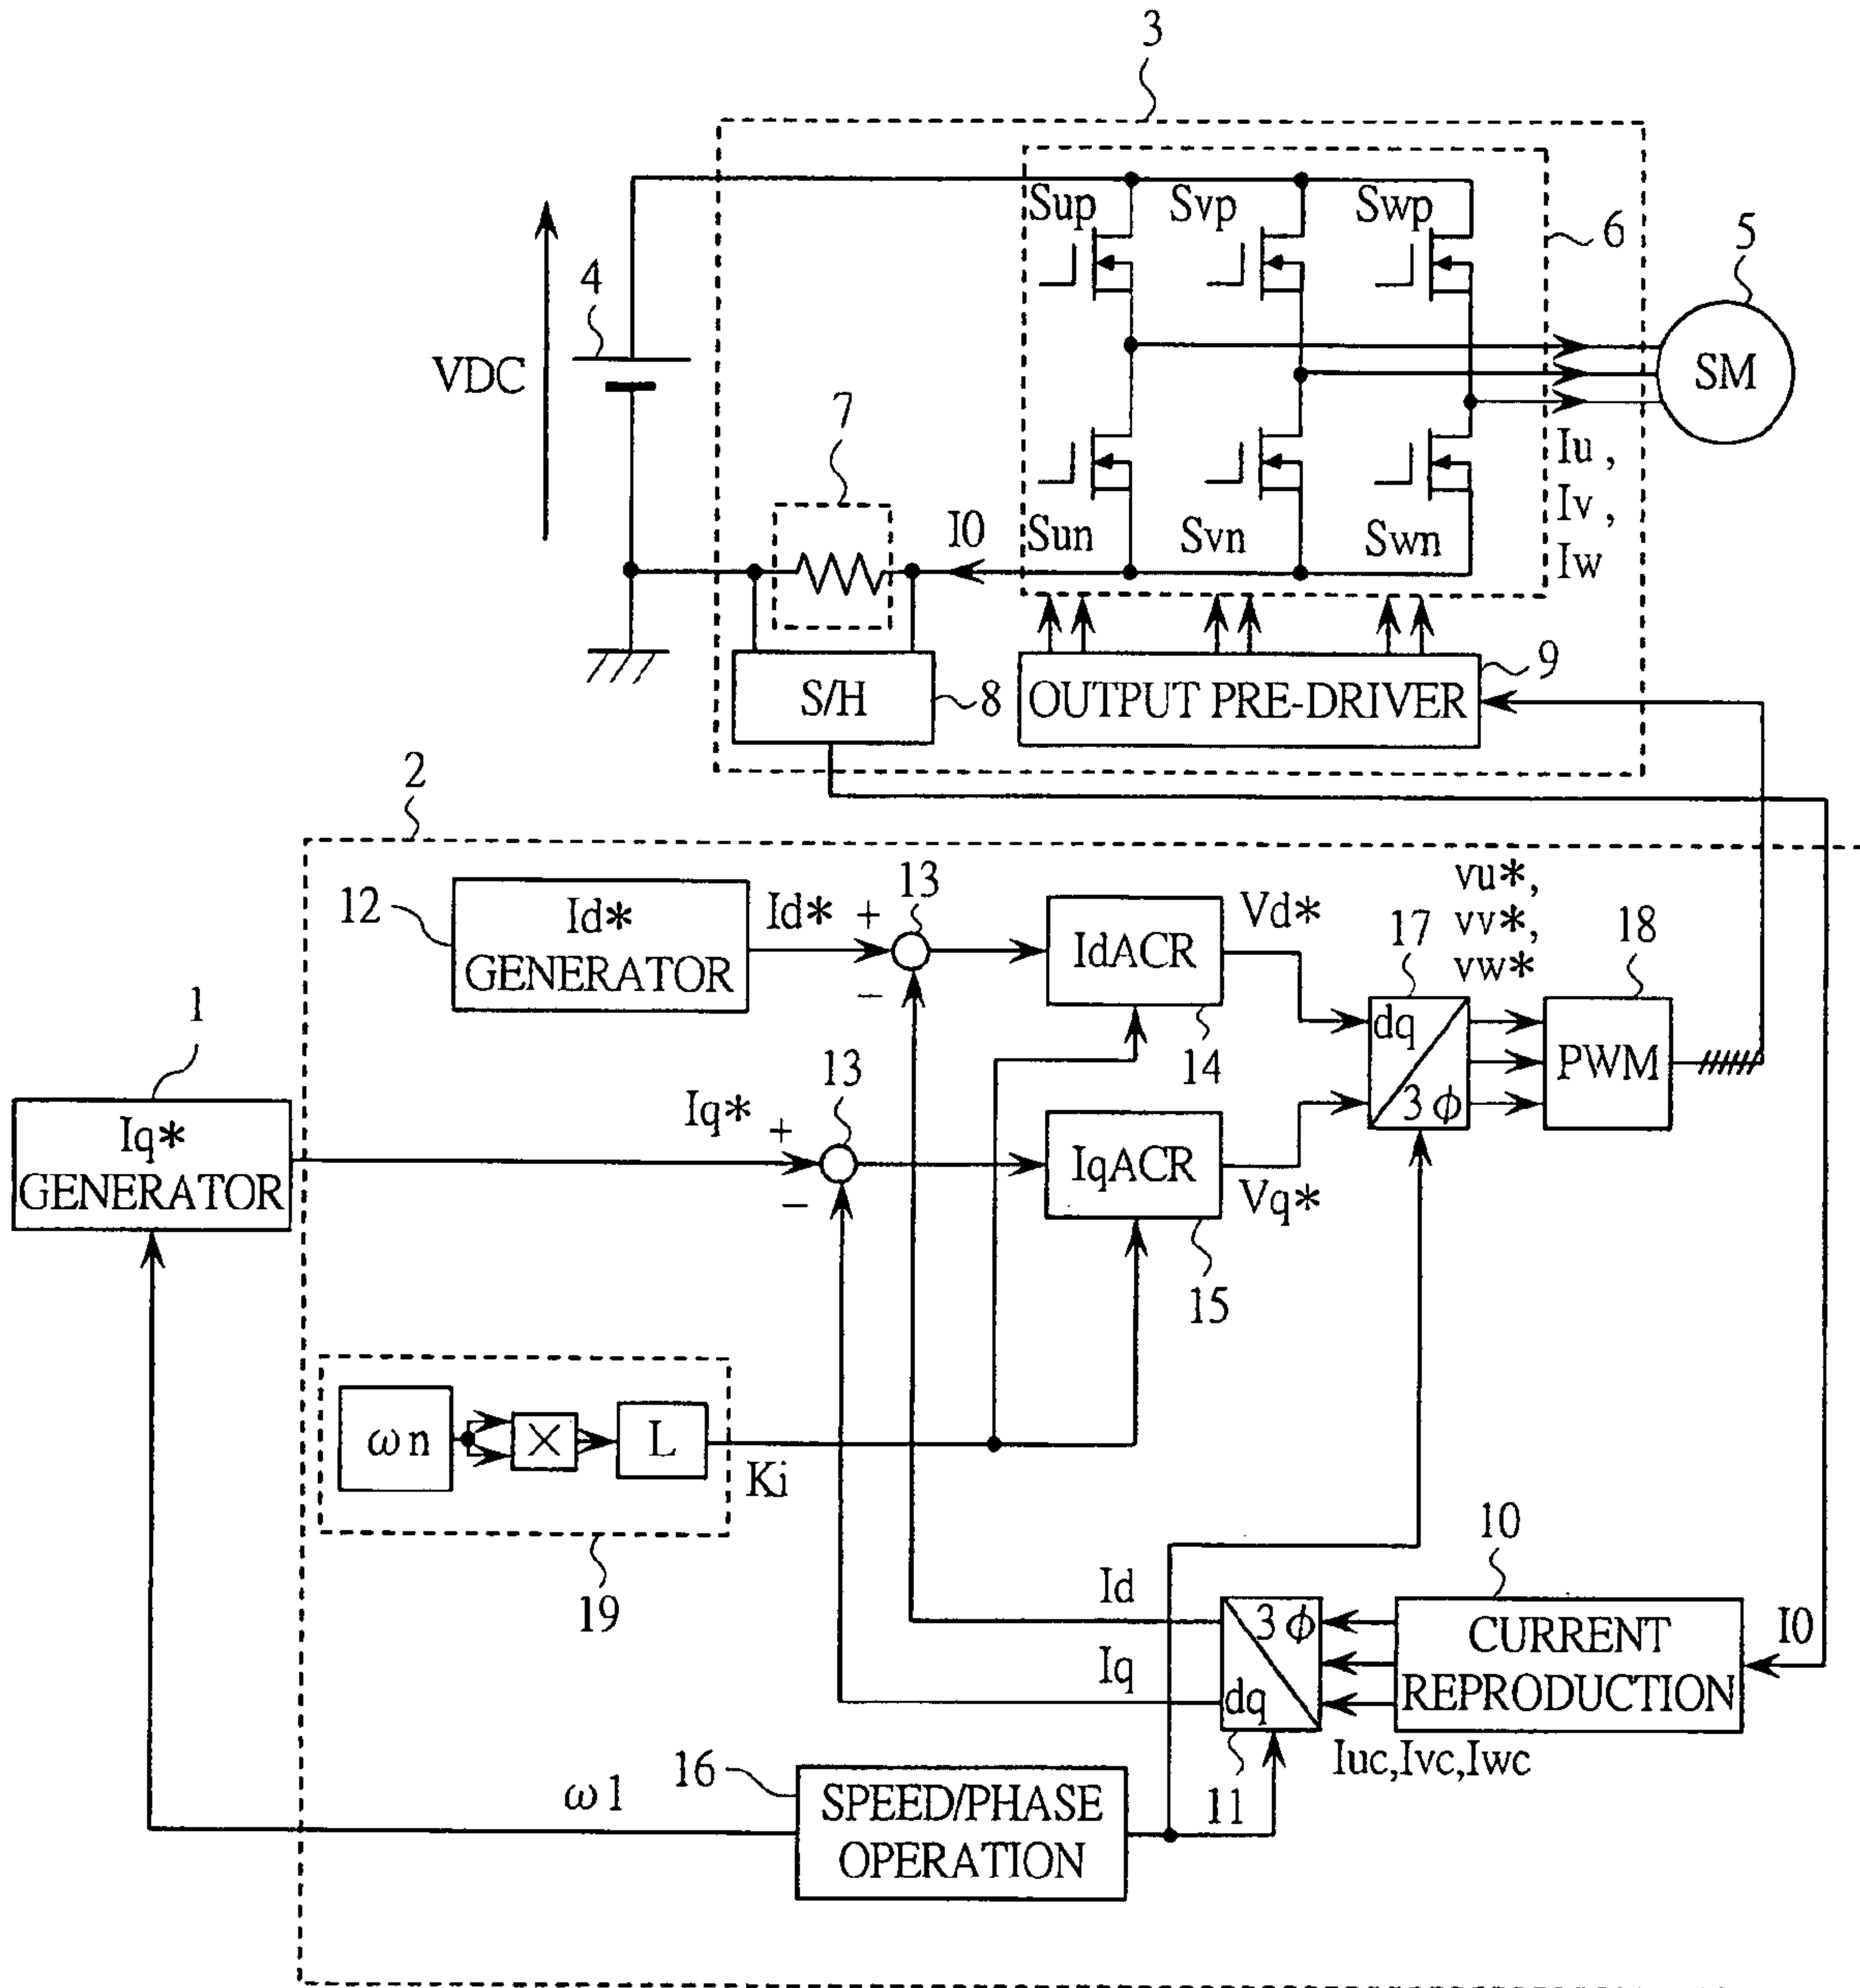 3
Sup
Svp
Swp
6
5
4
VDC
SM
7
Iu ,
Iv ,
Iw
I0
Sun
Svn
Swn
S/H
8
OUTPUT PRE-DRIVER
9
2
12
Id*
GENERATOR
Id*
+
−
13
IdACR
14
Vd*
17
vu*,
vv*,
vw*
18
dq
3 ϕ
PWM
1
Iq*
GENERATOR
Iq*
+
−
13
IqACR
15
Vq*
ωn
×
L
Ki
19
10
Id
Iq
3 ϕ
dq
11
CURRENT
REPRODUCTION
I0
Iuc,Ivc,Iwc
ω1
16
SPEED/PHASE
OPERATION